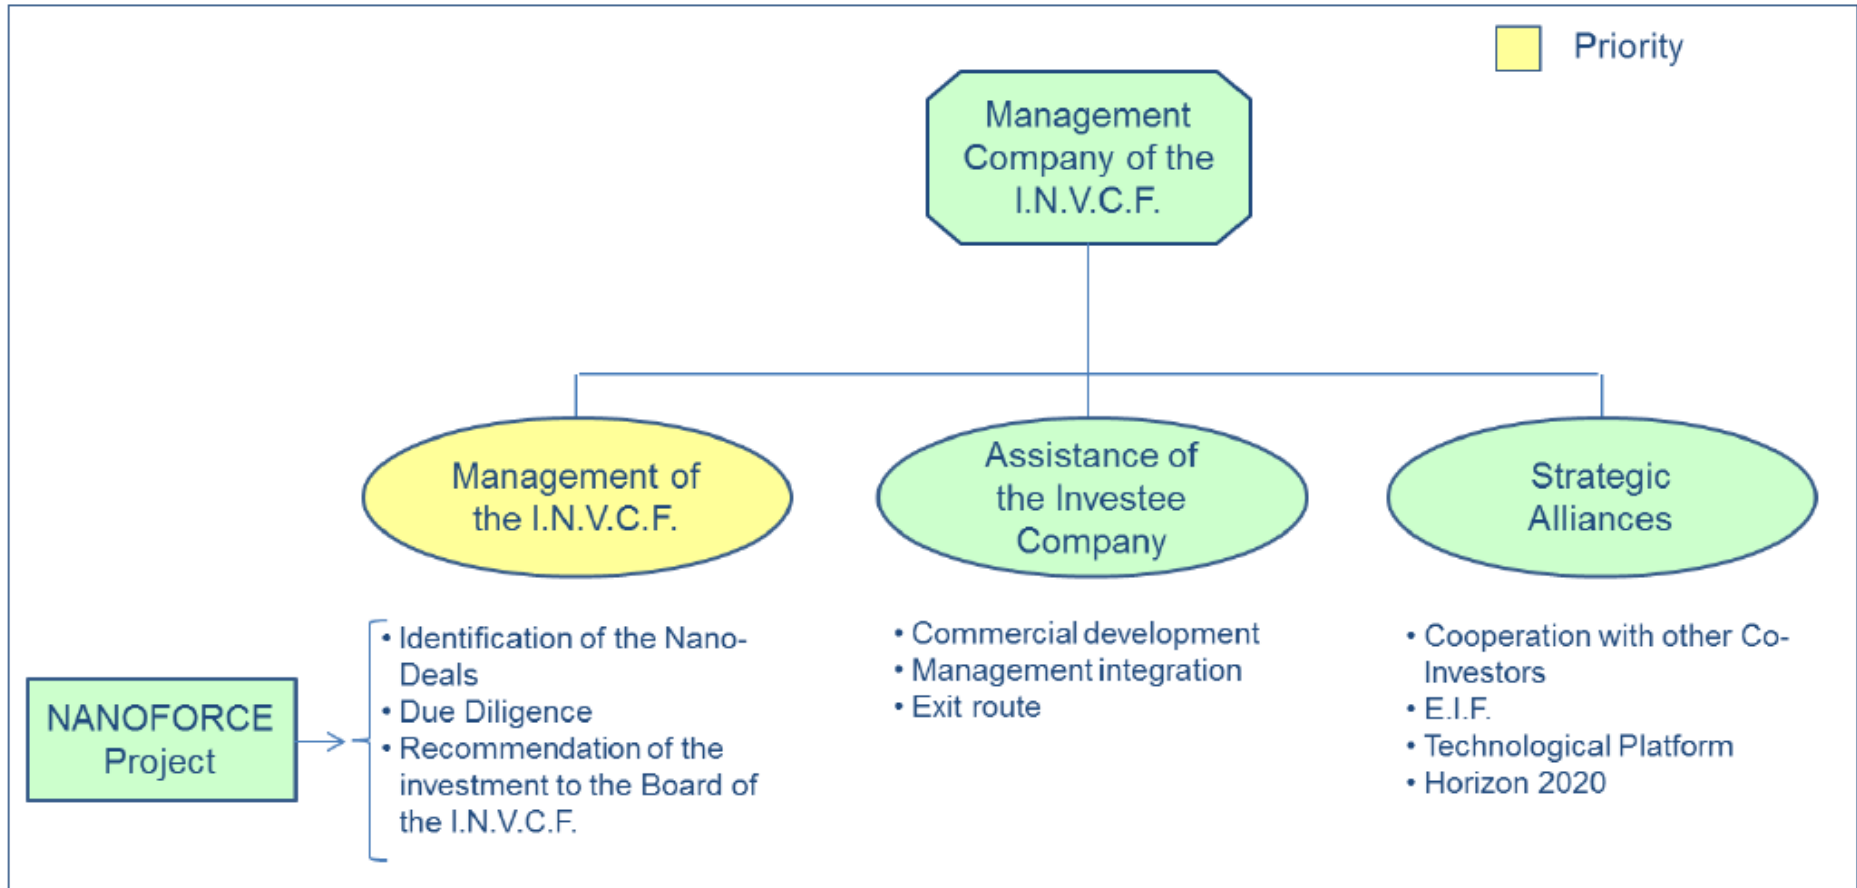 Priority
Management
Company of the
I.N.V.C.F.
Management of
the I.N.V.C.F.
Assistance of
the Investee
Company
Strategic
Alliances
NANOFORCE
Project
• Identification of the Nano-
Deals
• Due Diligence
• Recommendation of the
investment to the Board of
the I.N.V.C.F.
• Commercial development
• Management integration
• Exit route
• Cooperation with other Co-
Investors
• E.I.F.
• Technological Platform
• Horizon 2020